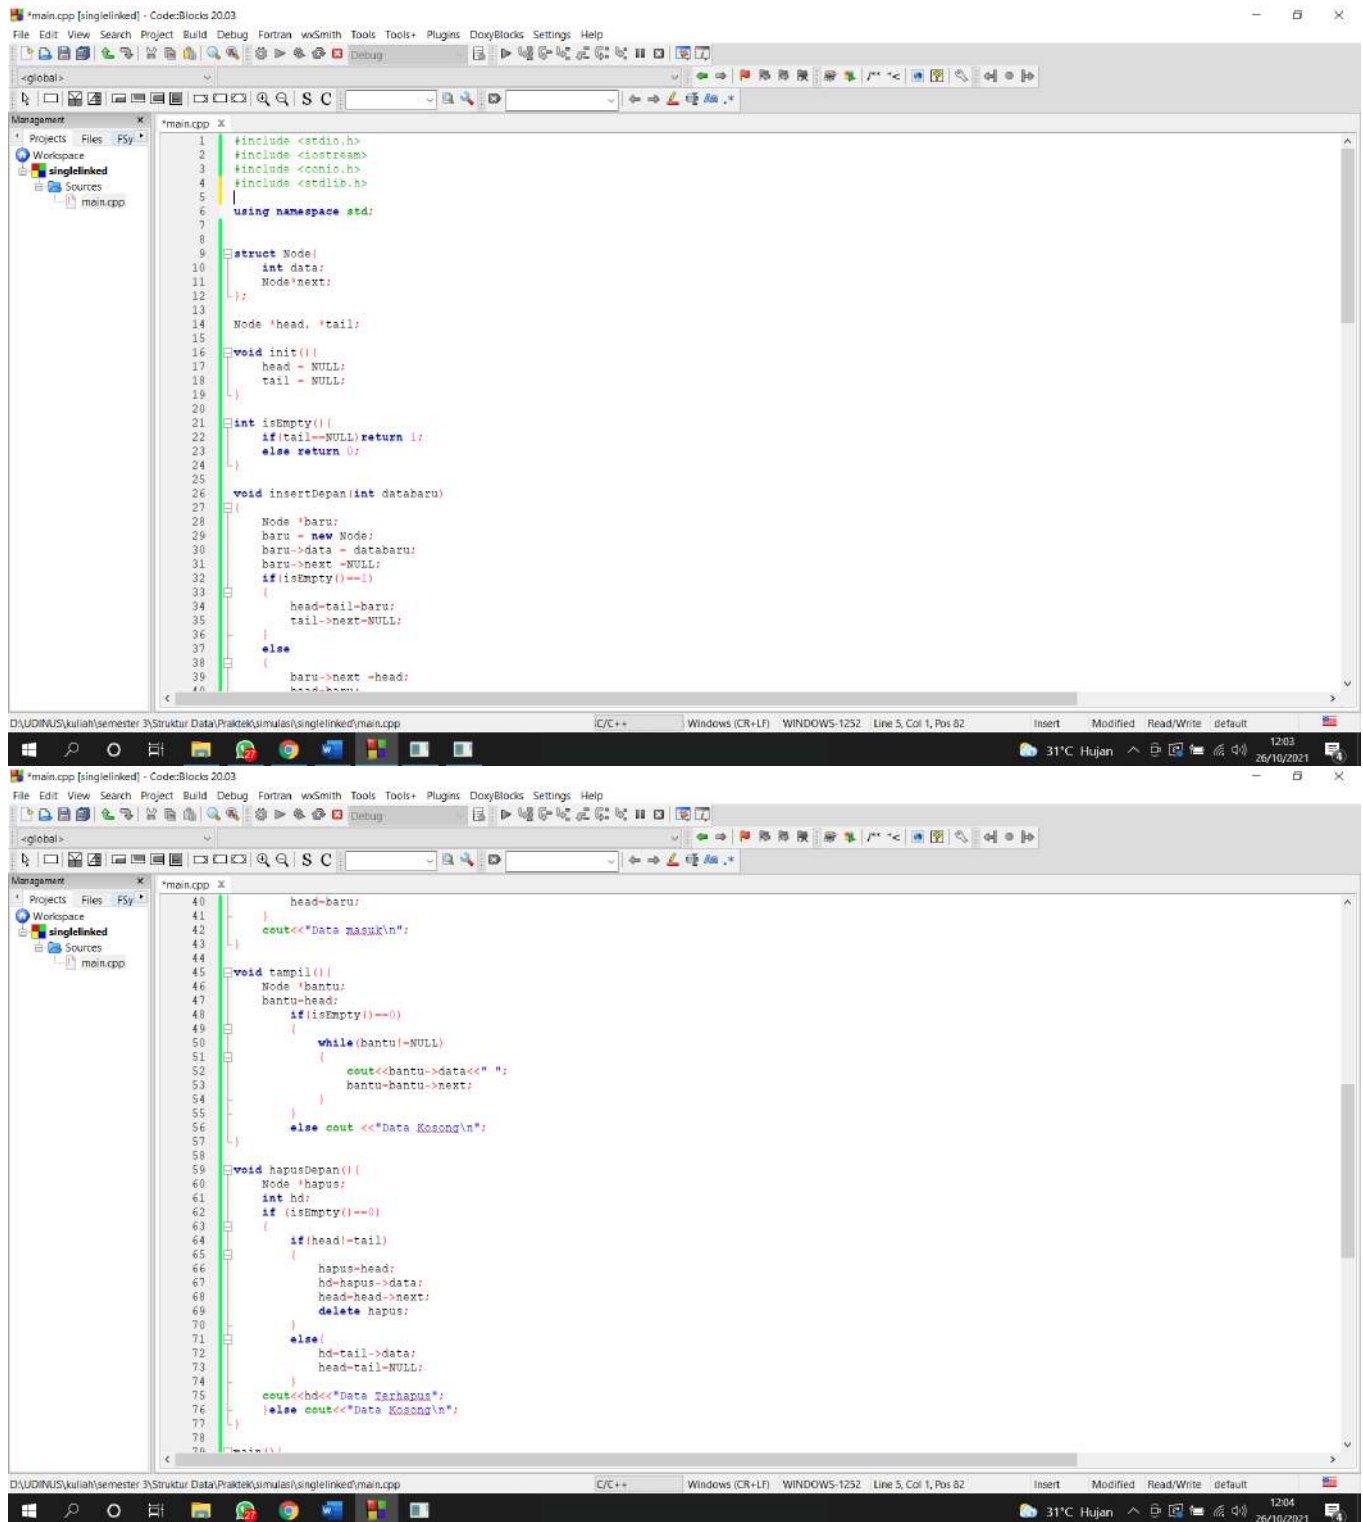 *main.cpp [singlelinked] - Code::Blocks 20.03
File Edit View Search Project Build Debug Fortran wxSmith Tools Tools+ Plugins DoxyBlocks Settings Help
Debug
<global>
S C
Management
*main.cpp X
Projects Files FSy
Workspace
singlelinked
Sources
main.cpp
1 #include <stdio.h>
2 #include <iostream>
3 #include <conio.h>
4 #include <stdlib.h>
5
6 using namespace std;
7
8
9 struct Node{
10 int data;
11 Node*next;
12 };
13
14 Node *head, *tail;
15
16 void init(){
17 head = NULL;
18 tail = NULL;
19 }
20
21 int isEmpty(){
22 if(tail==NULL)return 1;
23 else return 0;
24 }
25
26 void insertDepan(int databaru)
27 {
28 Node *baru;
29 baru = new Node;
30 baru->data = databaru;
31 baru->next =NULL;
32 if(isEmpty()==1)
33 {
34 head=tail=baru;
35 tail->next=NULL;
36 }
37 else
38 {
39 baru->next =head;
40 head=baru;
D:\UDINUS\kuliah\semester 3\Struktur Data\Praktek\simulasi\singlelinked\main.cpp C/C++ Windows (CR+LF) WINDOWS-1252 Line 5, Col 1, Pos 82 Insert Modified Read/Write default
27 31°C Hujan 12:03
26/10/2021
*main.cpp [singlelinked] - Code::Blocks 20.03
File Edit View Search Project Build Debug Fortran wxSmith Tools Tools+ Plugins DoxyBlocks Settings Help
Debug
<global>
S C
Management
*main.cpp X
Projects Files FSy
Workspace
singlelinked
Sources
main.cpp
40 head=baru;
41 }
42 cout<<"Data masuk\n";
43 }
44
45 void tampil(){
46 Node *bantu;
47 bantu=head;
48 if(isEmpty()==0)
49 {
50 while(bantu!=NULL)
51 {
52 cout<<bantu->data<<" ";
53 bantu=bantu->next;
54 }
55 }
56 else cout <<"Data Kosong\n";
57 }
58
59 void hapusDepan(){
60 Node *hapus;
61 int hd;
62 if (isEmpty()==0)
63 {
64 if(head!=tail)
65 {
66 hapus=head;
67 hd=hapus->data;
68 head=head->next;
69 delete hapus;
70 }
71 else{
72 hd=tail->data;
73 head=tail=NULL;
74 }
75 cout<<hd<<"Data Terhapus";
76 }else cout<<"Data Kosong\n";
77 }
78
79 main(){
D:\UDINUS\kuliah\semester 3\Struktur Data\Praktek\simulasi\singlelinked\main.cpp C/C++ Windows (CR+LF) WINDOWS-1252 Line 5, Col 1, Pos 82 Insert Modified Read/Write default
27 31°C Hujan 12:04
26/10/2021